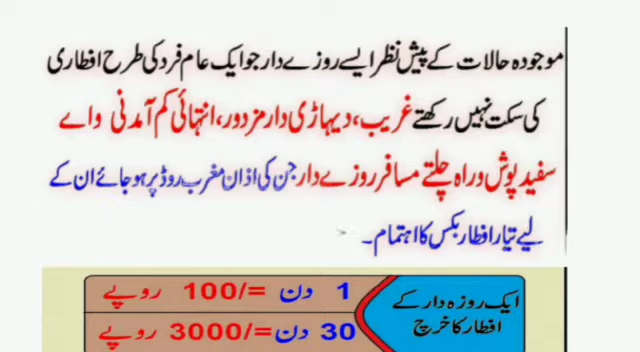 موجودہ حالات کے پیش نظر ایسے روزے دار جو ایک عام فرد کی طرح افطاری
کی سکت نہیں رکھتے غریب، دیہاڑی دار مزدور، انتہائی کم آمدنی واے
سفید پوش و راہ چلتے مسافر روزے دار جن کی اذان مغرب روڈ پر ہو جائے ان کے
لیے تیار افطار بکس کا اہتمام۔
ایک روزہ دار کے
افطار کا خرچ
1 دن =/100 روپے
30 دن =/3000 روپے